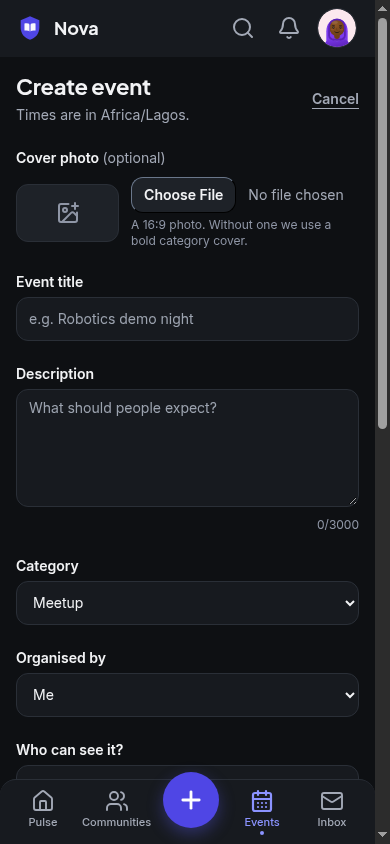 Nova
Create event
Times are in Africa/Lagos.
Cancel
Cover photo (optional)
Choose File No file chosen
A 16:9 photo. Without one we use a
bold category cover.
Event title
e.g. Robotics demo night
Description
What should people expect?
0/3000
Category
Meetup
Organised by
Me
Who can see it?
Pulse
Communities
Events
Inbox